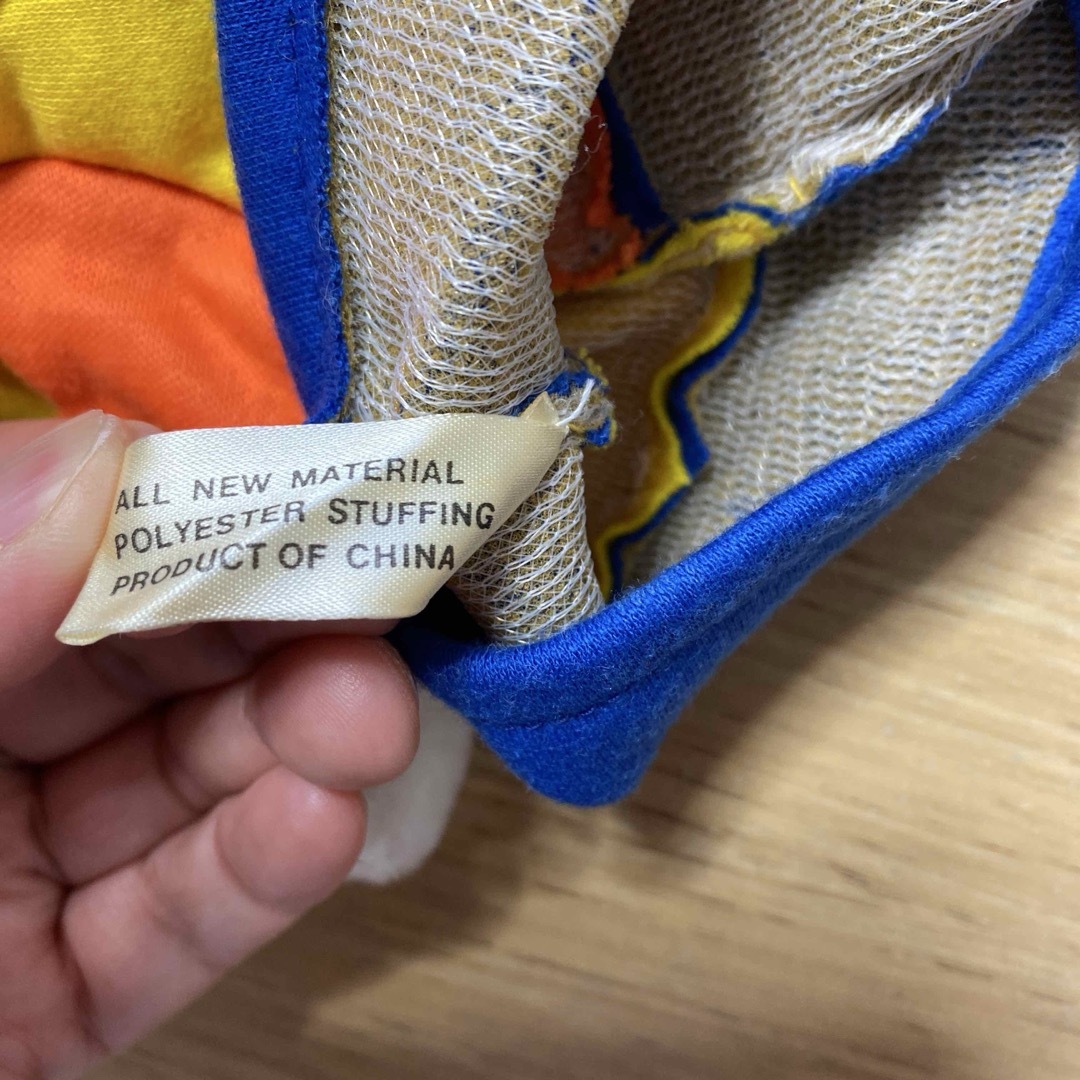 ALL NEW MATERIAL
POLYESTER STUFFING
PRODUCT OF CHINA